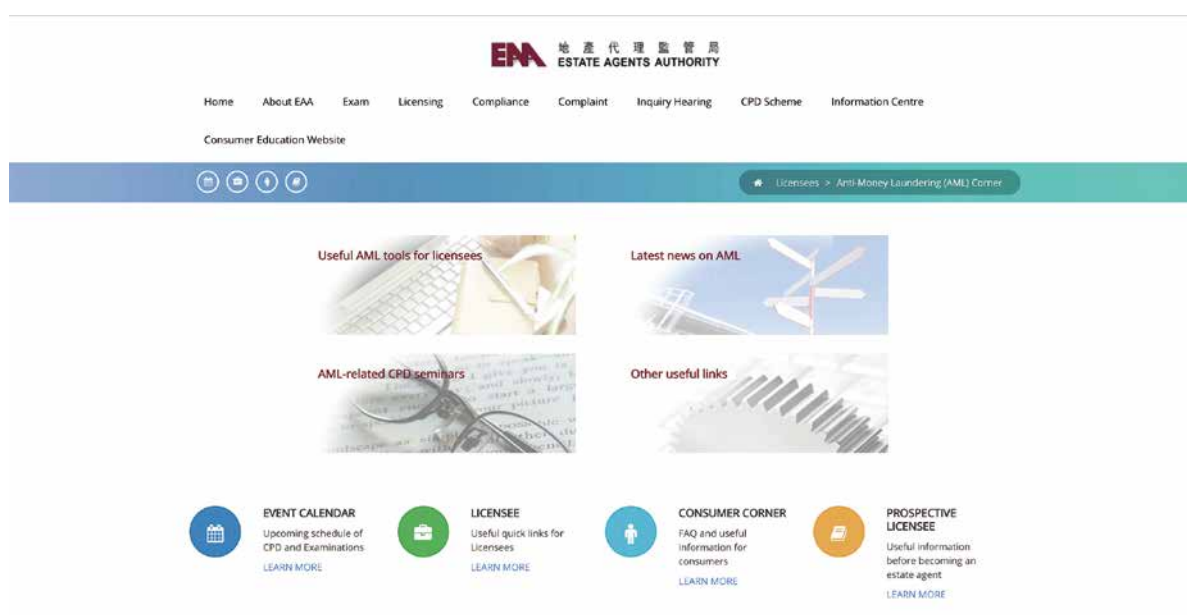 EAA 地產代理監管局
ESTATE AGENTS AUTHORITY
Home About EAA Exam Licensing Compliance Complaint Inquiry Hearing CPD Scheme Information Centre
Consumer Education Website
Licensees > Anti-Money Laundering (AML) Corner
Useful AML tools for licensees
Latest news on AML
AML-related CPD seminars
Other useful links
EVENT CALENDAR
Upcoming schedule of
CPD and Examinations
LEARN MORE
LICENSEE
Useful quick links for
Licensees
LEARN MORE
CONSUMER CORNER
FAQ and useful
information for
consumers
LEARN MORE
PROSPECTIVE
LICENSEE
Useful information
before becoming an
estate agent
LEARN MORE